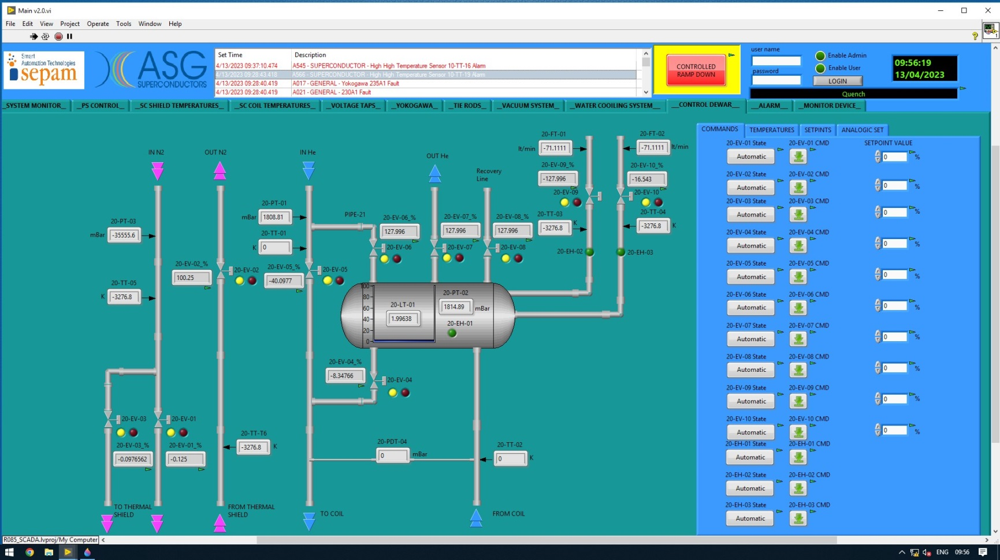 Main v2.0.vi
File Edit View Project Operate Tools Window Help
Smart
Automation Technologies
sepam
ASG
SUPERCONDUCTORS
Set Time Description
4/13/2023 09:37:10.474 A545 - SUPERCONDUCTOR - High High Temperature Sensor 10-TT-16 Alarm
4/13/2023 09:28:43.418 A566 - SUPERCONDUCTOR - High High Temperature Sensor 10-TT-19 Alarm
4/13/2023 09:28:40.419 A017 - GENERAL - Yokogawa 235A1 Fault
4/13/2023 09:28:40.419 A021 - GENERAL - 230A1 Fault
CONTROLLED
RAMP DOWN
user name
password
Enable Admin
Enable User
LOGIN
09:56:19
13/04/2023
Quench
_SYSTEM MONITOR_ _PS CONTROL_ _SC SHIELD TEMPERATURES_ _SC COIL TEMPERATURES_ _VOLTAGE TAPS_ _YOKOGAWA_ _TIE RODS_ _VACUUM SYSTEM_ _WATER COOILING SYSTEM_ _CONTROL DEWAR_ _ALARM_ _MONITOR DEVICE_
IN N2
OUT N2
IN He
OUT He
Recovery
Line
20-FT-01
lt/min -71.1111
20-FT-02
-71.1111 lt/min
20-EV-09_%
-127.996
20-EV-09
20-EV-10_%
-16.543
20-EV-10
20-PT-01
mBar 1808.81
20-TT-01
K 0
PIPE-21
20-EV-06_%
127.996
20-EV-06
20-EV-07_%
127.996
20-EV-07
20-EV-08_%
127.996
20-EV-08
20-TT-03
-3276.8 K
20-TT-04
-3276.8 K
20-EH-02
20-EH-03
20-PT-03
mBar -35555.6
20-EV-02_%
100.25
20-EV-02
20-EV-05_%
-40.0977
20-EV-05
20-TT-05
K -3276.8
100
80
60
40
20
0
20-LT-01
1.99638
20-PT-02
1814.89 mBar
20-EH-01
20-EV-04_%
-8.34766
20-EV-04
20-EV-03
20-EV-01
20-EV-03_%
-0.0976562
20-EV-01_%
-0.125
20-TT-T6
-3276.8 K
20-PDT-04
0 mBar
20-TT-02
0 K
TO THERMAL
SHIELD
FROM THERMAL
SHIELD
TO COIL
FROM COIL
COMMANDS TEMPERATURES SETPINTS ANALOGIC SET
20-EV-01 State 20-EV-01 CMD SETPOINT VALUE
Automatic 0 %
20-EV-02 State 20-EV-02 CMD
Automatic 0 %
20-EV-03 State 20-EV-03 CMD
Automatic 0 %
20-EV-04 State 20-EV-04 CMD
Automatic 0 %
20-EV-05 State 20-EV-05 CMD
Automatic 0 %
20-EV-06 State 20-EV-06 CMD
Automatic 0 %
20-EV-07 State 20-EV-07 CMD
Automatic 0 %
20-EV-08 State 20-EV-08 CMD
Automatic 0 %
20-EV-09 State 20-EV-09 CMD
Automatic 0 %
20-EV-10 State 20-EV-10 CMD
Automatic 0 %
20-EH-01 State 20-EH-01 CMD
Automatic
20-EH-02 State 20-EH-02 CMD
Automatic
20-EH-03 State 20-EH-03 CMD
Automatic
R085_SCADA.lvproj/My Computer
ENG 09:56